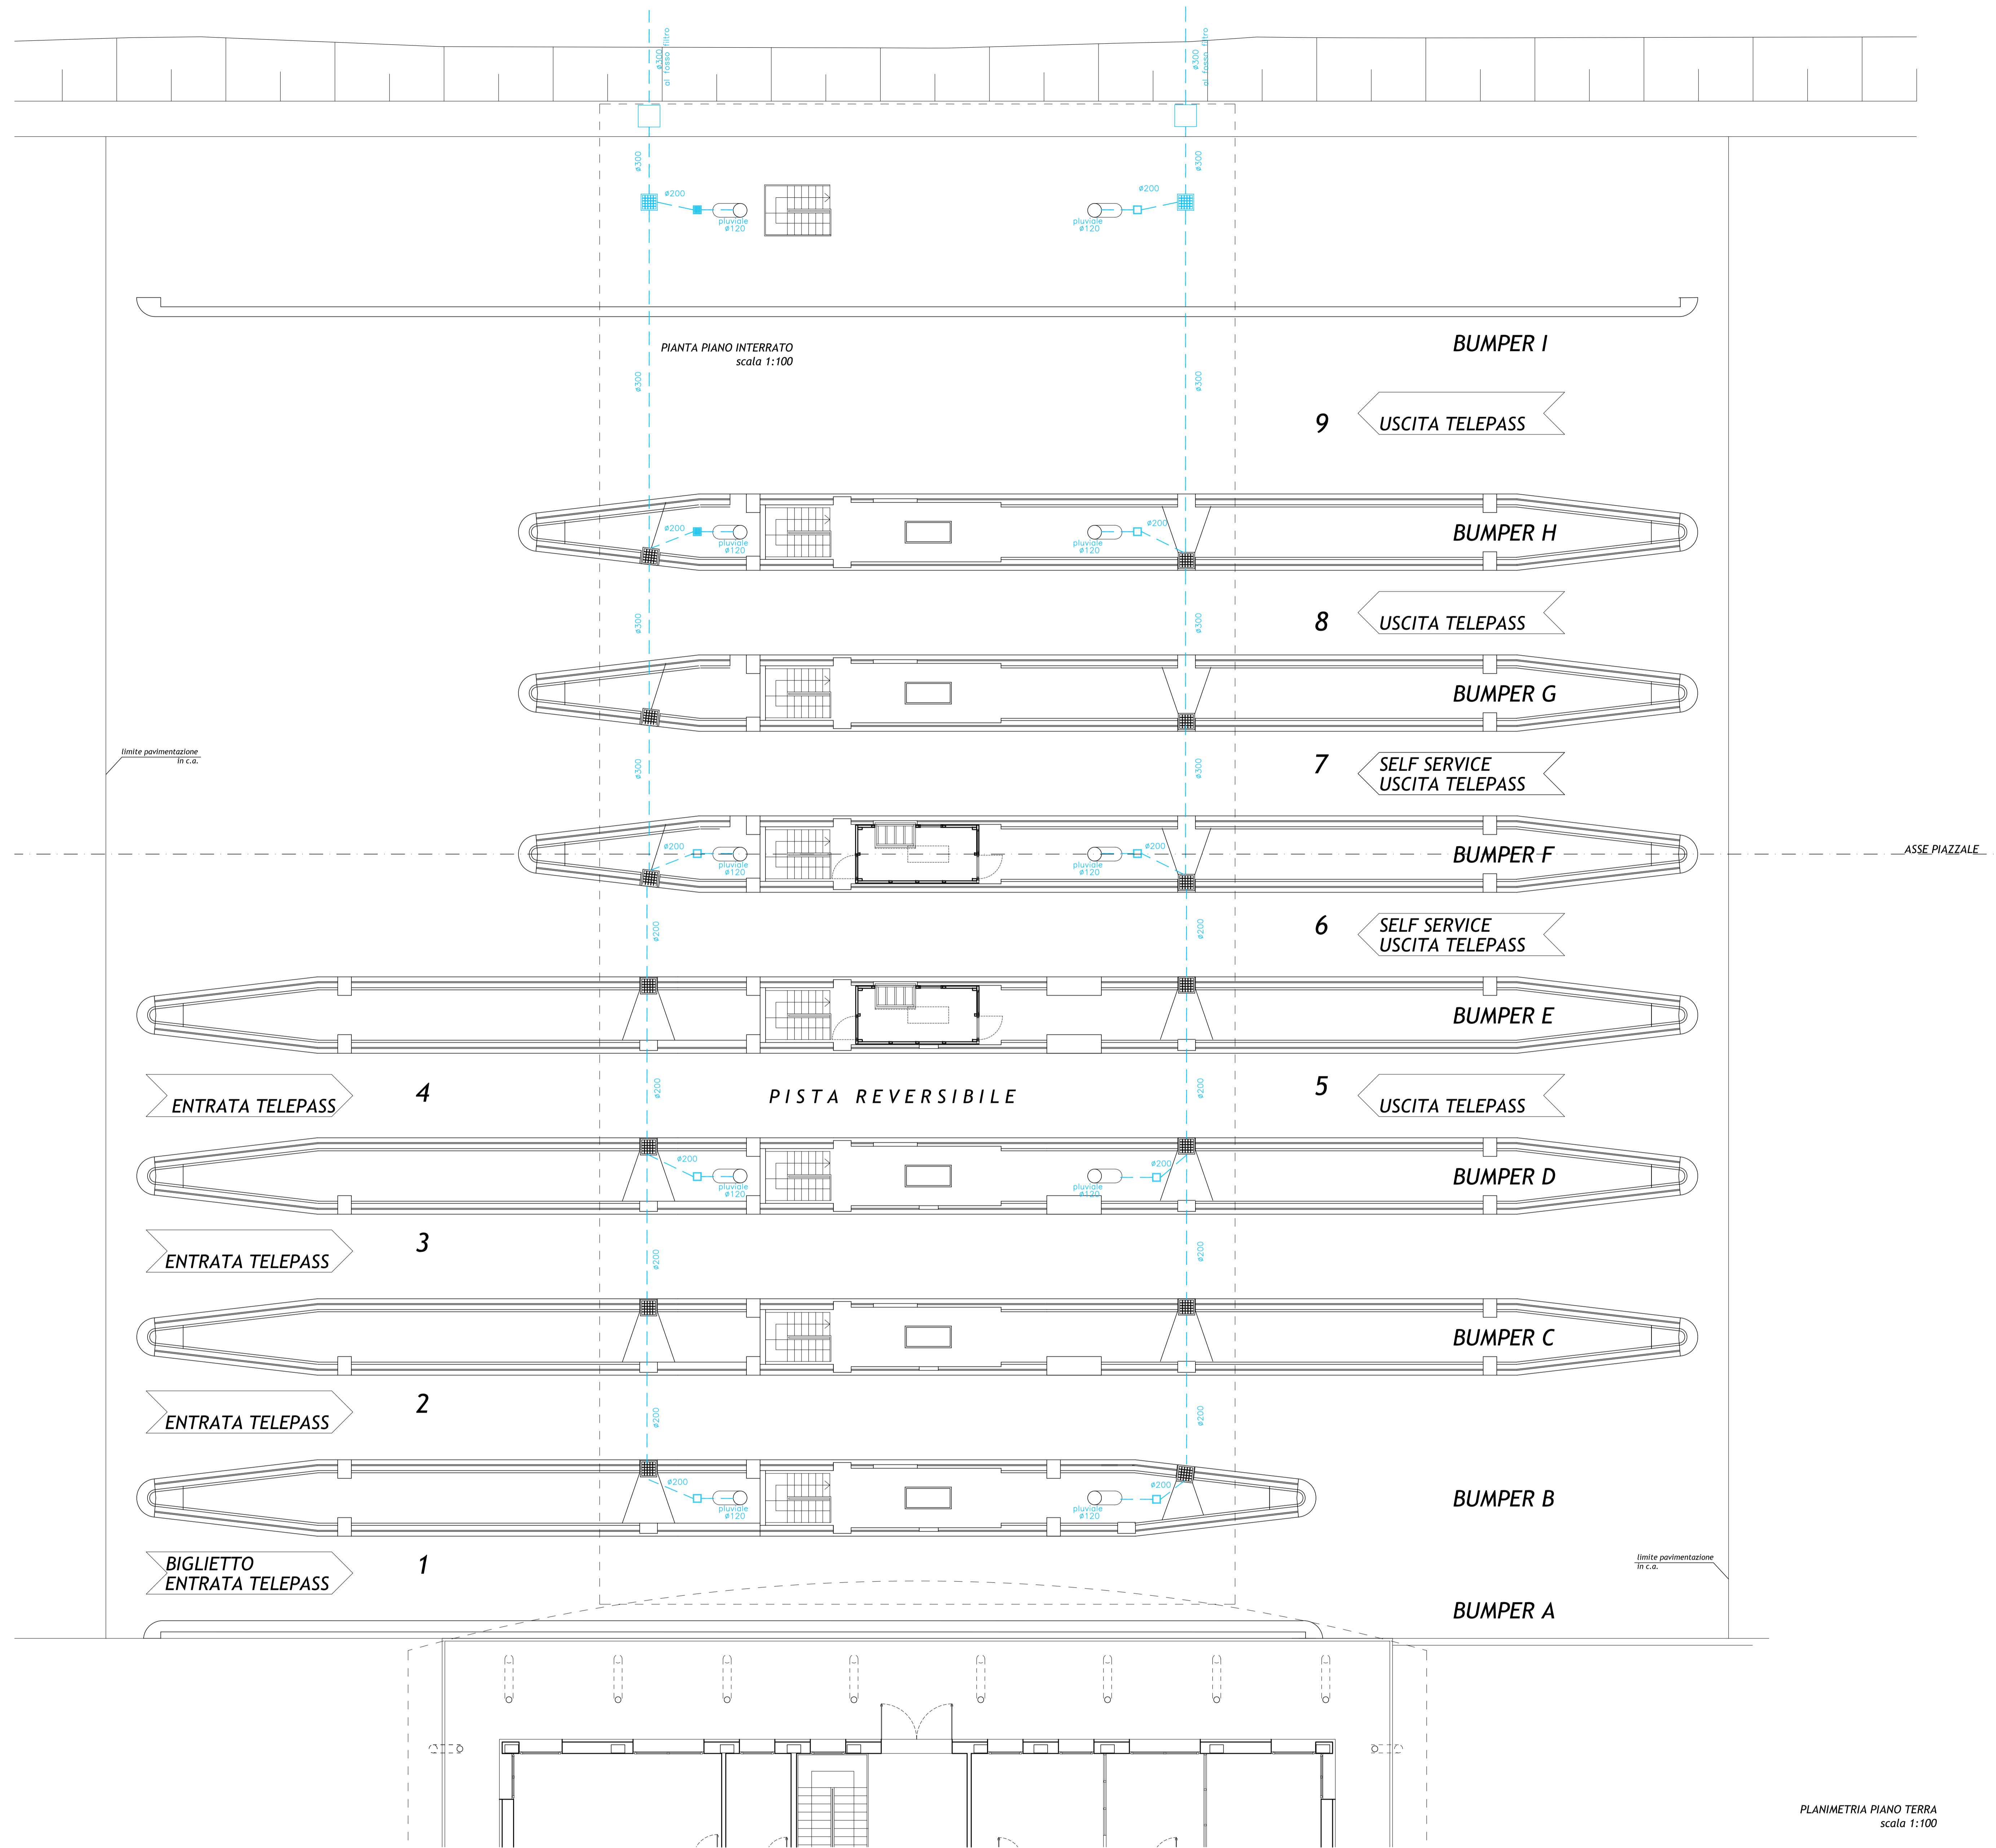 ø300
al fosso filtro
ø300
al fosso filtro
ø300
ø300
ø200
pluviale
ø120
ø200
pluviale
ø120
BUMPER I
PIANTA PIANO INTERRATO
scala 1:100
ø300
ø300
9
USCITA TELEPASS
ø200
pluviale
ø120
ø200
pluviale
ø120
BUMPER H
ø300
ø300
8
USCITA TELEPASS
BUMPER G
limite pavimentazione
in c.a.
ø300
ø300
7
SELF SERVICE
USCITA TELEPASS
ø200
pluviale
ø120
ø200
pluviale
ø120
BUMPER F
ASSE PIAZZALE
ø200
ø200
6
SELF SERVICE
USCITA TELEPASS
BUMPER E
ENTRATA TELEPASS
4
ø200
PISTA REVERSIBILE
ø200
5
USCITA TELEPASS
ø200
pluviale
ø120
ø200
pluviale
ø120
BUMPER D
ENTRATA TELEPASS
3
ø200
ø200
BUMPER C
ENTRATA TELEPASS
2
ø200
ø200
ø200
pluviale
ø120
ø200
pluviale
ø120
BUMPER B
BIGLIETTO
ENTRATA TELEPASS
1
limite pavimentazione
in c.a.
BUMPER A
PLANIMETRIA PIANO TERRA
scala 1:100